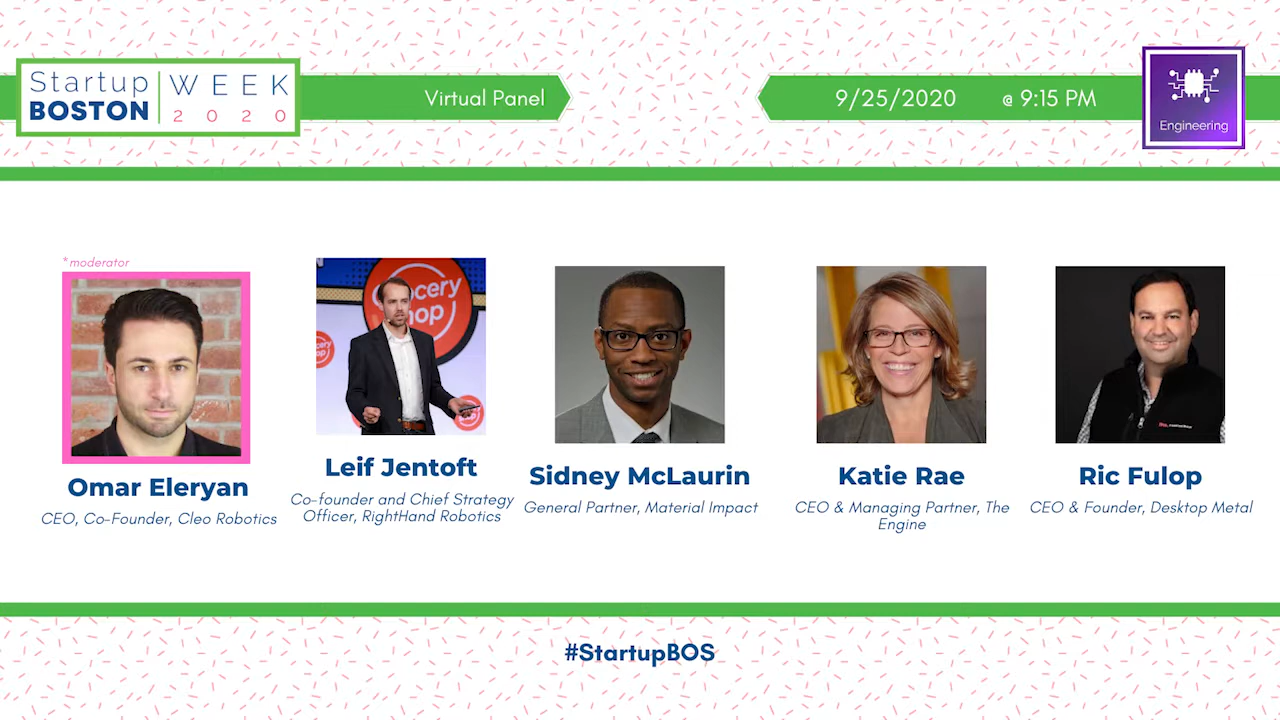 Startup WEEK
BOSTON 2020
Virtual Panel
9/25/2020 @ 9:15 PM
Engineering
*moderator
Grocery
Shop
Omar Eleryan
CEO, Co-Founder, Cleo Robotics
Leif Jentoft
Co-founder and Chief Strategy
Officer, RightHand Robotics
Sidney McLaurin
General Partner, Material Impact
Katie Rae
CEO & Managing Partner, The
Engine
Ric Fulop
CEO & Founder, Desktop Metal
#StartupBOS